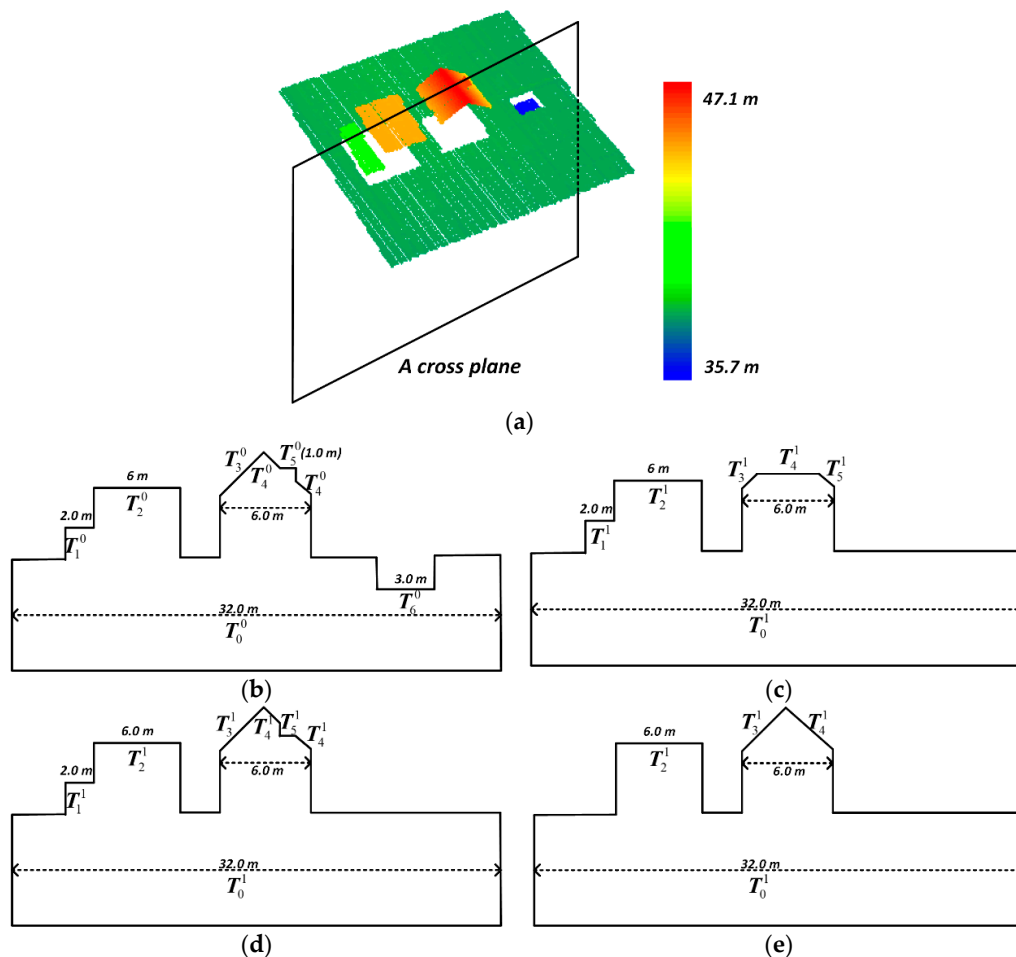 47.1 m
35.7 m
A cross plane
(a)
T_3^0
T_4^0
T_5^0 (1.0 m)
T_4^0
6 m
T_2^0
2.0 m
T_1^0
6.0 m
3.0 m
T_6^0
32.0 m
T_0^0
(b)
T_3^1
T_4^1
T_5^1
6 m
T_2^1
2.0 m
T_1^1
6.0 m
32.0 m
T_0^1
(c)
T_3^1
T_4^1
T_5^1
T_4^1
6.0 m
T_2^1
2.0 m
T_1^1
6.0 m
32.0 m
T_0^1
(d)
T_3^1
T_4^1
6.0 m
T_2^1
6.0 m
32.0 m
T_0^1
(e)